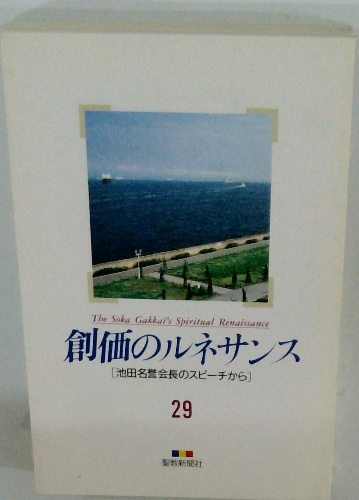 The Soka Gakkai's Spiritual Renaissance
創価のルネサンス
[池田名誉会長のスピーチから]
29
聖教新聞社